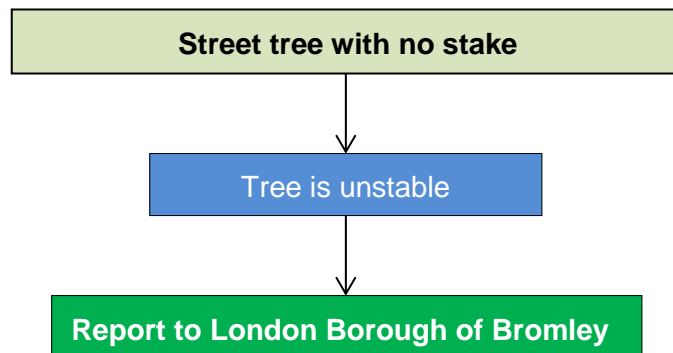 Street tree with no stake
Tree is unstable
Report to London Borough of Bromley